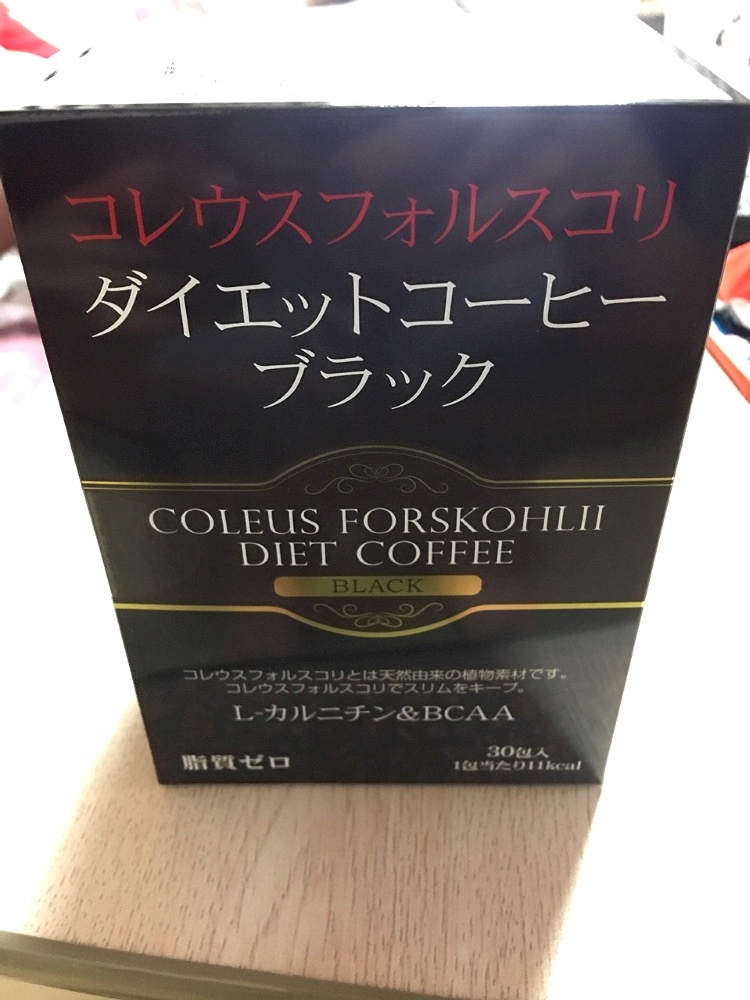 コレウスフォルスコリ
ダイエットコーヒー
ブラック
COLEUS FORSKOHLII
DIET COFFEE
BLACK
コレウスフォルスコリとは天然由来の植物素材です。
コレウスフォルスコリでスリムをキープ。
L-カルニチン&BCAA
脂質ゼロ
30包入
1包当たり11kcal